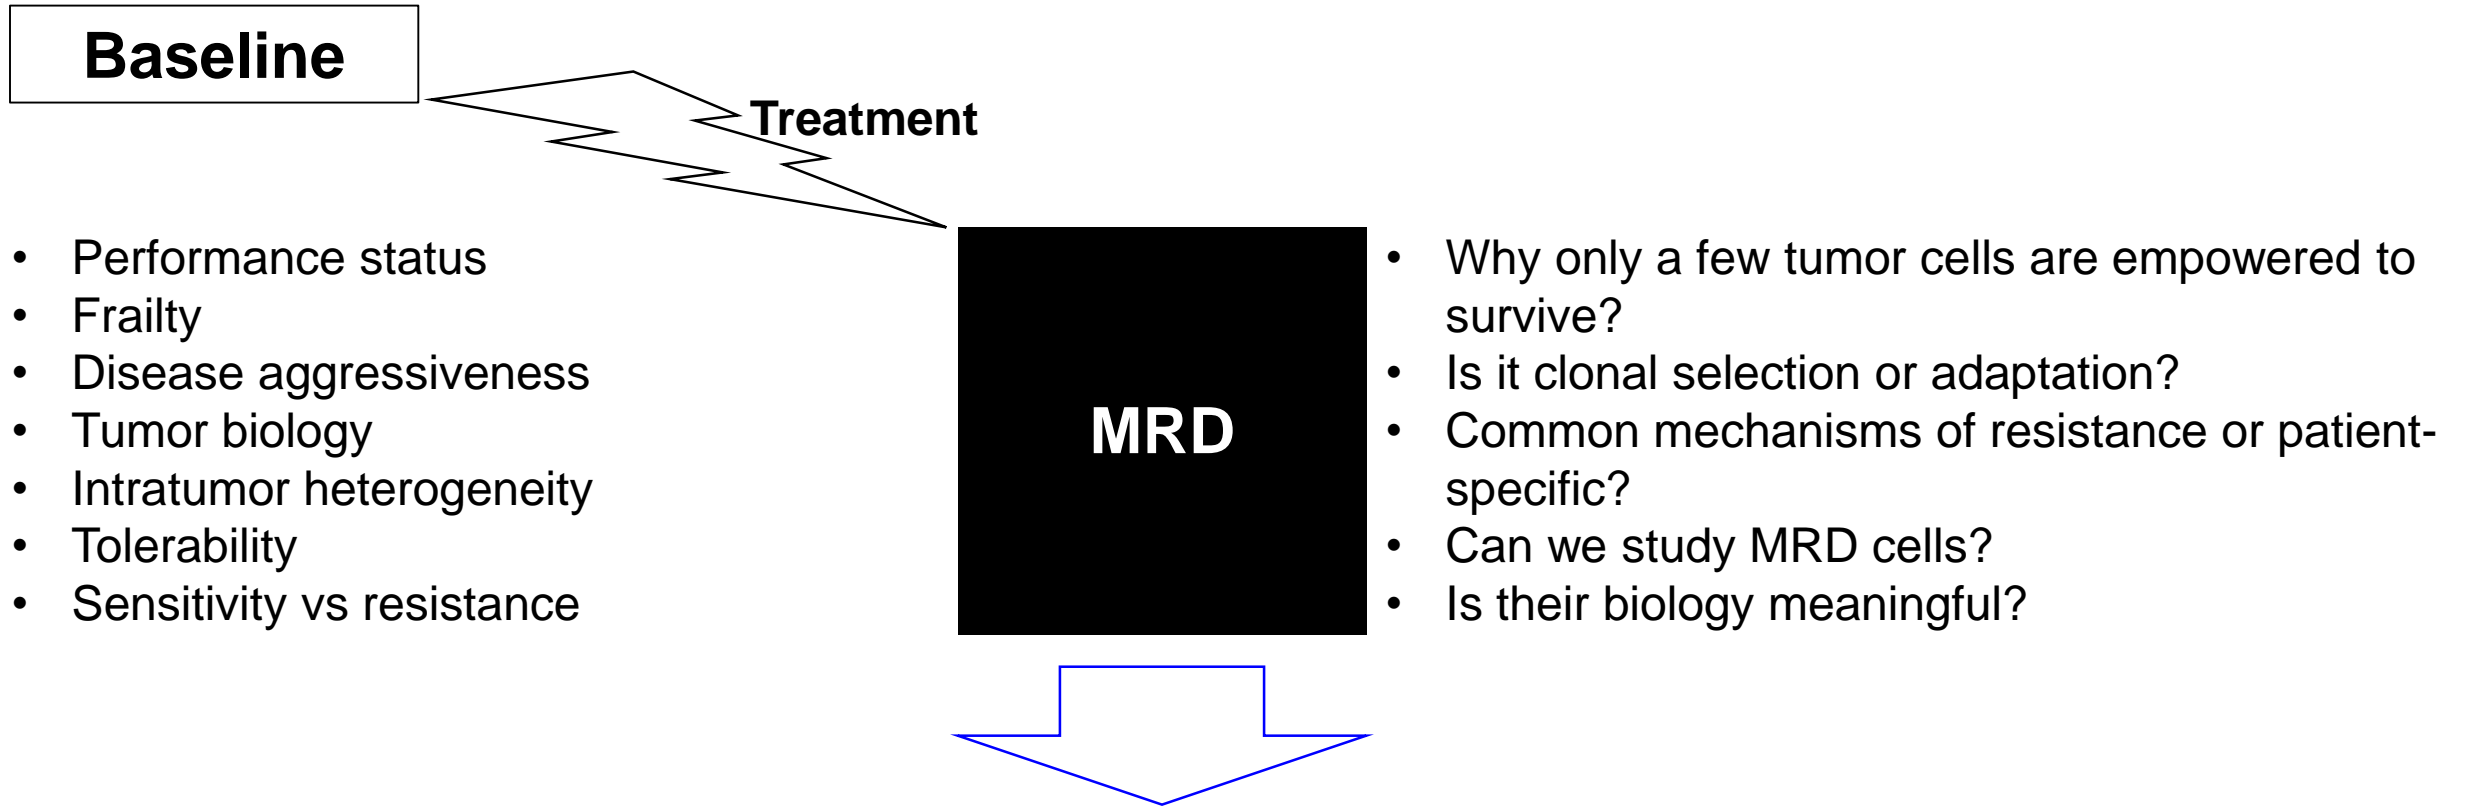 Baseline
Treatment
• Performance status
• Frailty
• Disease aggressiveness
• Tumor biology
• Intratumor heterogeneity
• Tolerability
• Sensitivity vs resistance
MRD
• Why only a few tumor cells are empowered to
survive?
• Is it clonal selection or adaptation?
• Common mechanisms of resistance or patient-
specific?
• Can we study MRD cells?
• Is their biology meaningful?